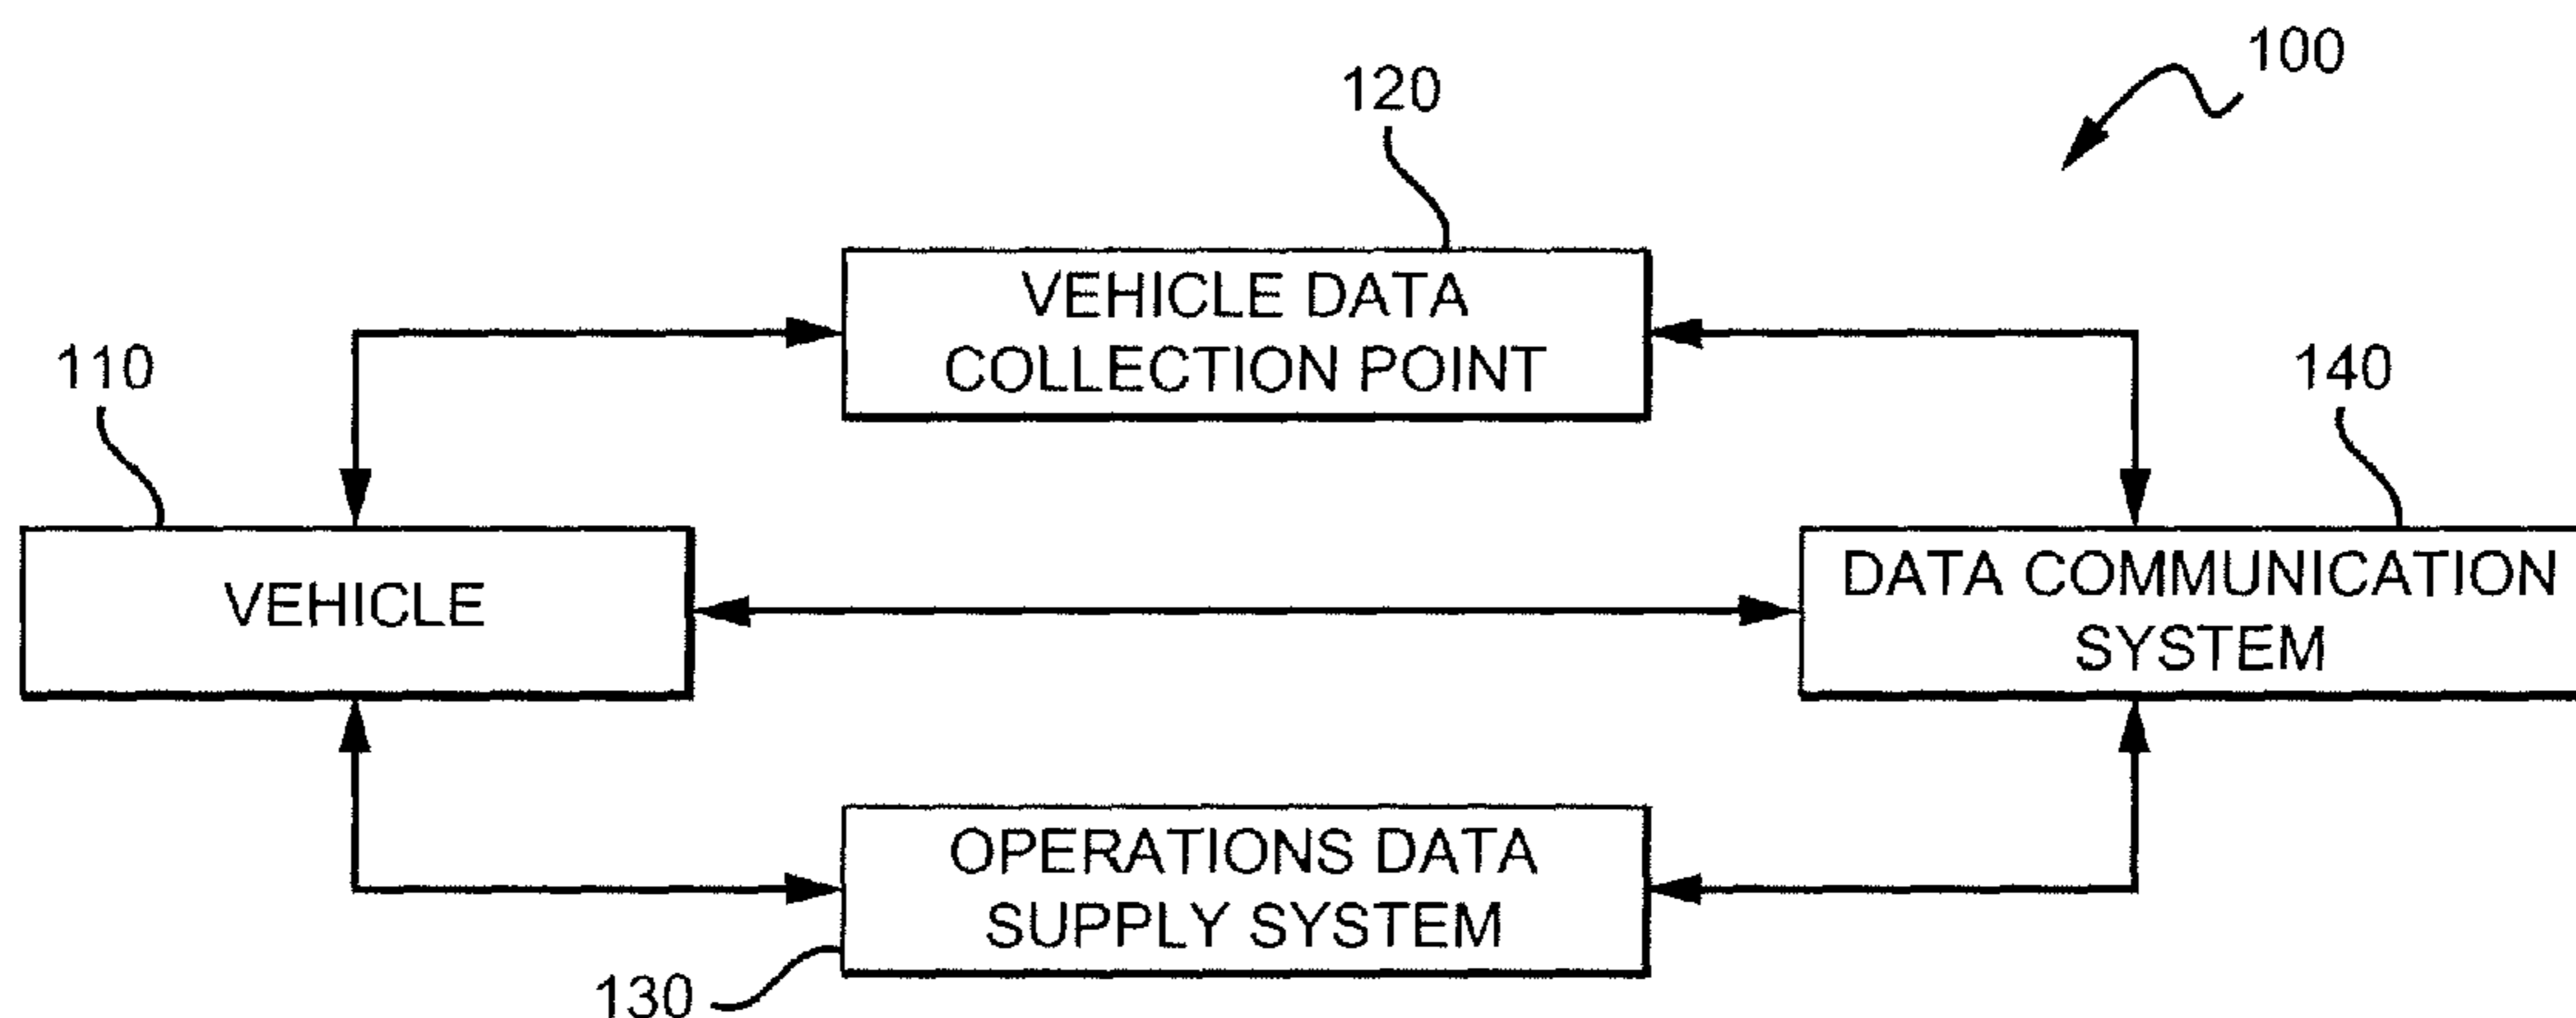 100
120
VEHICLE DATA
COLLECTION POINT
110
140
VEHICLE
DATA COMMUNICATION
SYSTEM
OPERATIONS DATA
SUPPLY SYSTEM
130